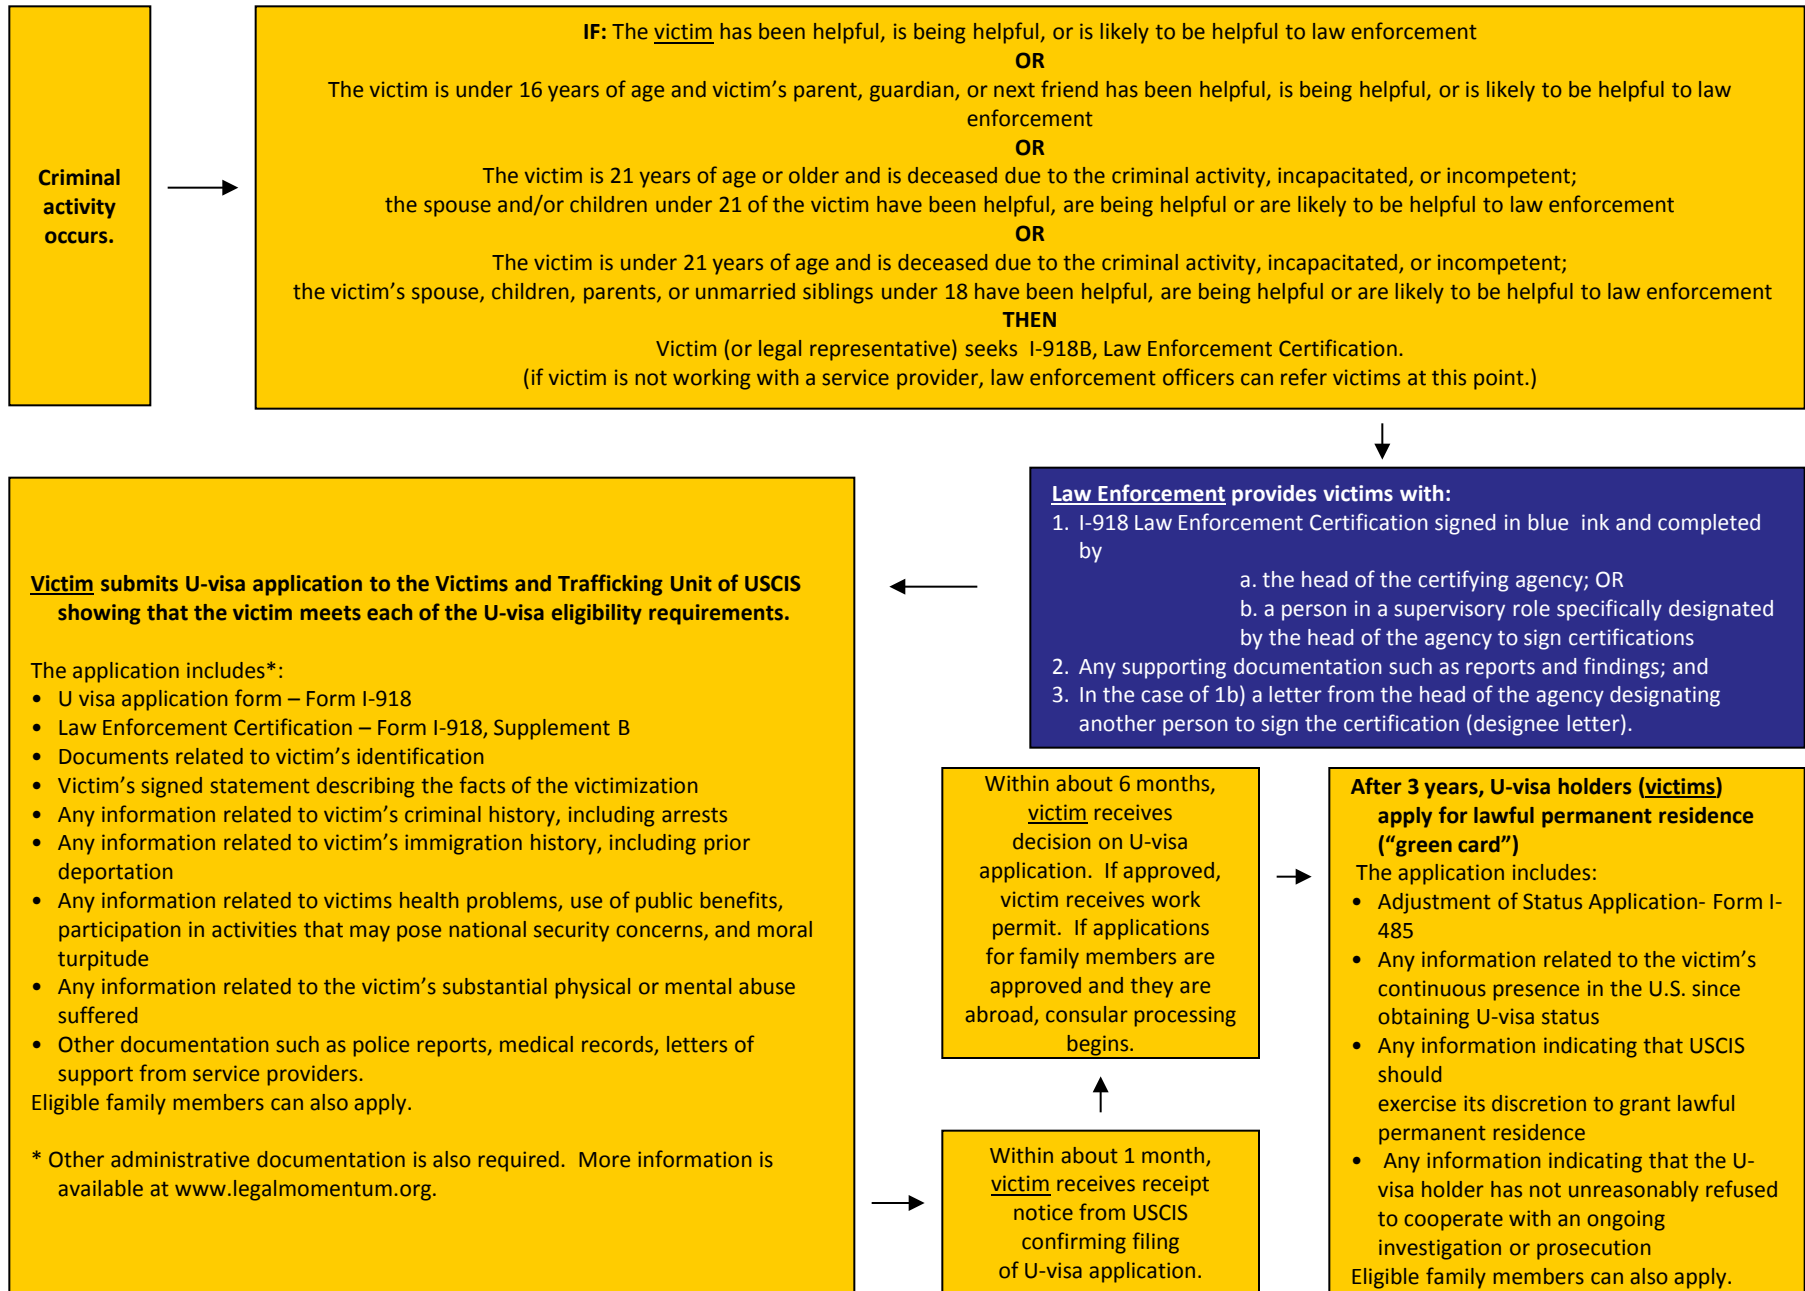 Criminal
activity
occurs.
IF: The victim has been helpful, is being helpful, or is likely to be helpful to law enforcement
OR
The victim is under 16 years of age and victim's parent, guardian, or next friend has been helpful, is being helpful, or is likely to be helpful to law
enforcement
OR
The victim is 21 years of age or older and is deceased due to the criminal activity, incapacitated, or incompetent;
the spouse and/or children under 21 of the victim have been helpful, are being helpful or are likely to be helpful to law enforcement
OR
The victim is under 21 years of age and is deceased due to the criminal activity, incapacitated, or incompetent;
the victim's spouse, children, parents, or unmarried siblings under 18 have been helpful, are being helpful or are likely to be helpful to law enforcement
THEN
Victim (or legal representative) seeks I-918B, Law Enforcement Certification.
(if victim is not working with a service provider, law enforcement officers can refer victims at this point.)
Law Enforcement provides victims with:
1. I-918 Law Enforcement Certification signed in blue ink and completed
by
a. the head of the certifying agency; OR
b. a person in a supervisory role specifically designated
by the head of the agency to sign certifications
2. Any supporting documentation such as reports and findings; and
3. In the case of 1b) a letter from the head of the agency designating
another person to sign the certification (designee letter).
Victim submits U-visa application to the Victims and Trafficking Unit of USCIS
showing that the victim meets each of the U-visa eligibility requirements.
The application includes*:
• U visa application form – Form I-918
• Law Enforcement Certification – Form I-918, Supplement B
• Documents related to victim's identification
• Victim's signed statement describing the facts of the victimization
• Any information related to victim's criminal history, including arrests
• Any information related to victim's immigration history, including prior
deportation
• Any information related to victims health problems, use of public benefits,
participation in activities that may pose national security concerns, and moral
turpitude
• Any information related to the victim's substantial physical or mental abuse
suffered
• Other documentation such as police reports, medical records, letters of
support from service providers.
Eligible family members can also apply.
* Other administrative documentation is also required. More information is
available at www.legalmomentum.org.
Within about 1 month,
victim receives receipt
notice from USCIS
confirming filing
of U-visa application.
Within about 6 months,
victim receives
decision on U-visa
application. If approved,
victim receives work
permit. If applications
for family members are
approved and they are
abroad, consular processing
begins.
After 3 years, U-visa holders (victims)
apply for lawful permanent residence
("green card")
The application includes:
• Adjustment of Status Application- Form I-
485
• Any information related to the victim's
continuous presence in the U.S. since
obtaining U-visa status
• Any information indicating that USCIS
should
exercise its discretion to grant lawful
permanent residence
• Any information indicating that the U-
visa holder has not unreasonably refused
to cooperate with an ongoing
investigation or prosecution
Eligible family members can also apply.